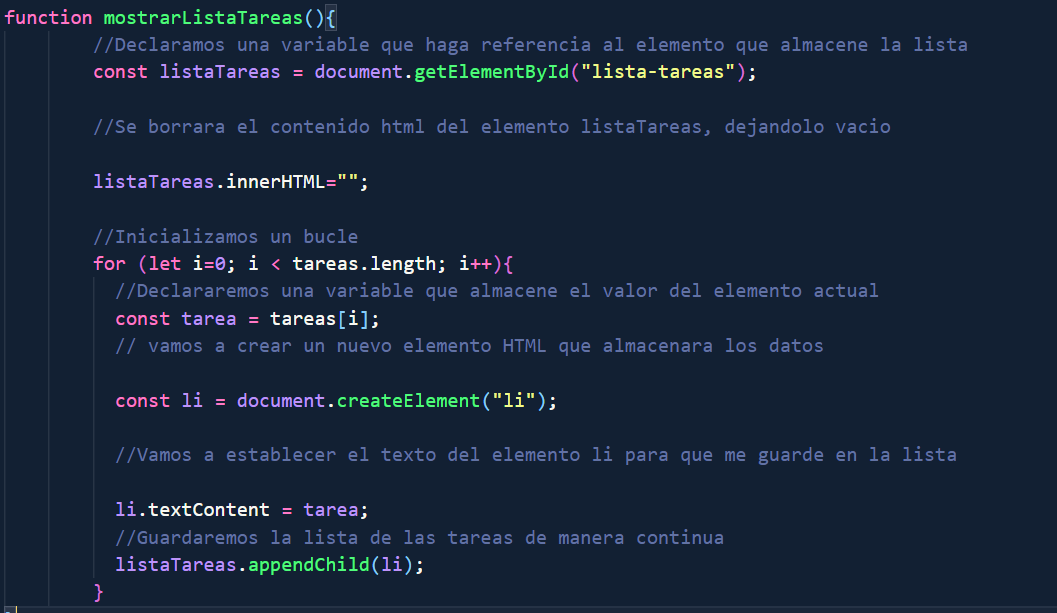 function mostrarListaTareas(){
//Declaramos una variable que haga referencia al elemento que almacene la lista
const listaTareas = document.getElementById("lista-tareas");
//Se borrara el contenido html del elemento listaTareas, dejandolo vacio
listaTareas.innerHTML="";
//Inicializamos un bucle
for (let i=0; i < tareas.length; i++){
//Declararemos una variable que almacene el valor del elemento actual
const tarea = tareas[i];
// vamos a crear un nuevo elemento HTML que almacenara los datos
const li = document.createElement("li");
//Vamos a establecer el texto del elemento li para que me guarde en la lista
li.textContent = tarea;
//Guardaremos la lista de las tareas de manera continua
listaTareas.appendChild(li);
}